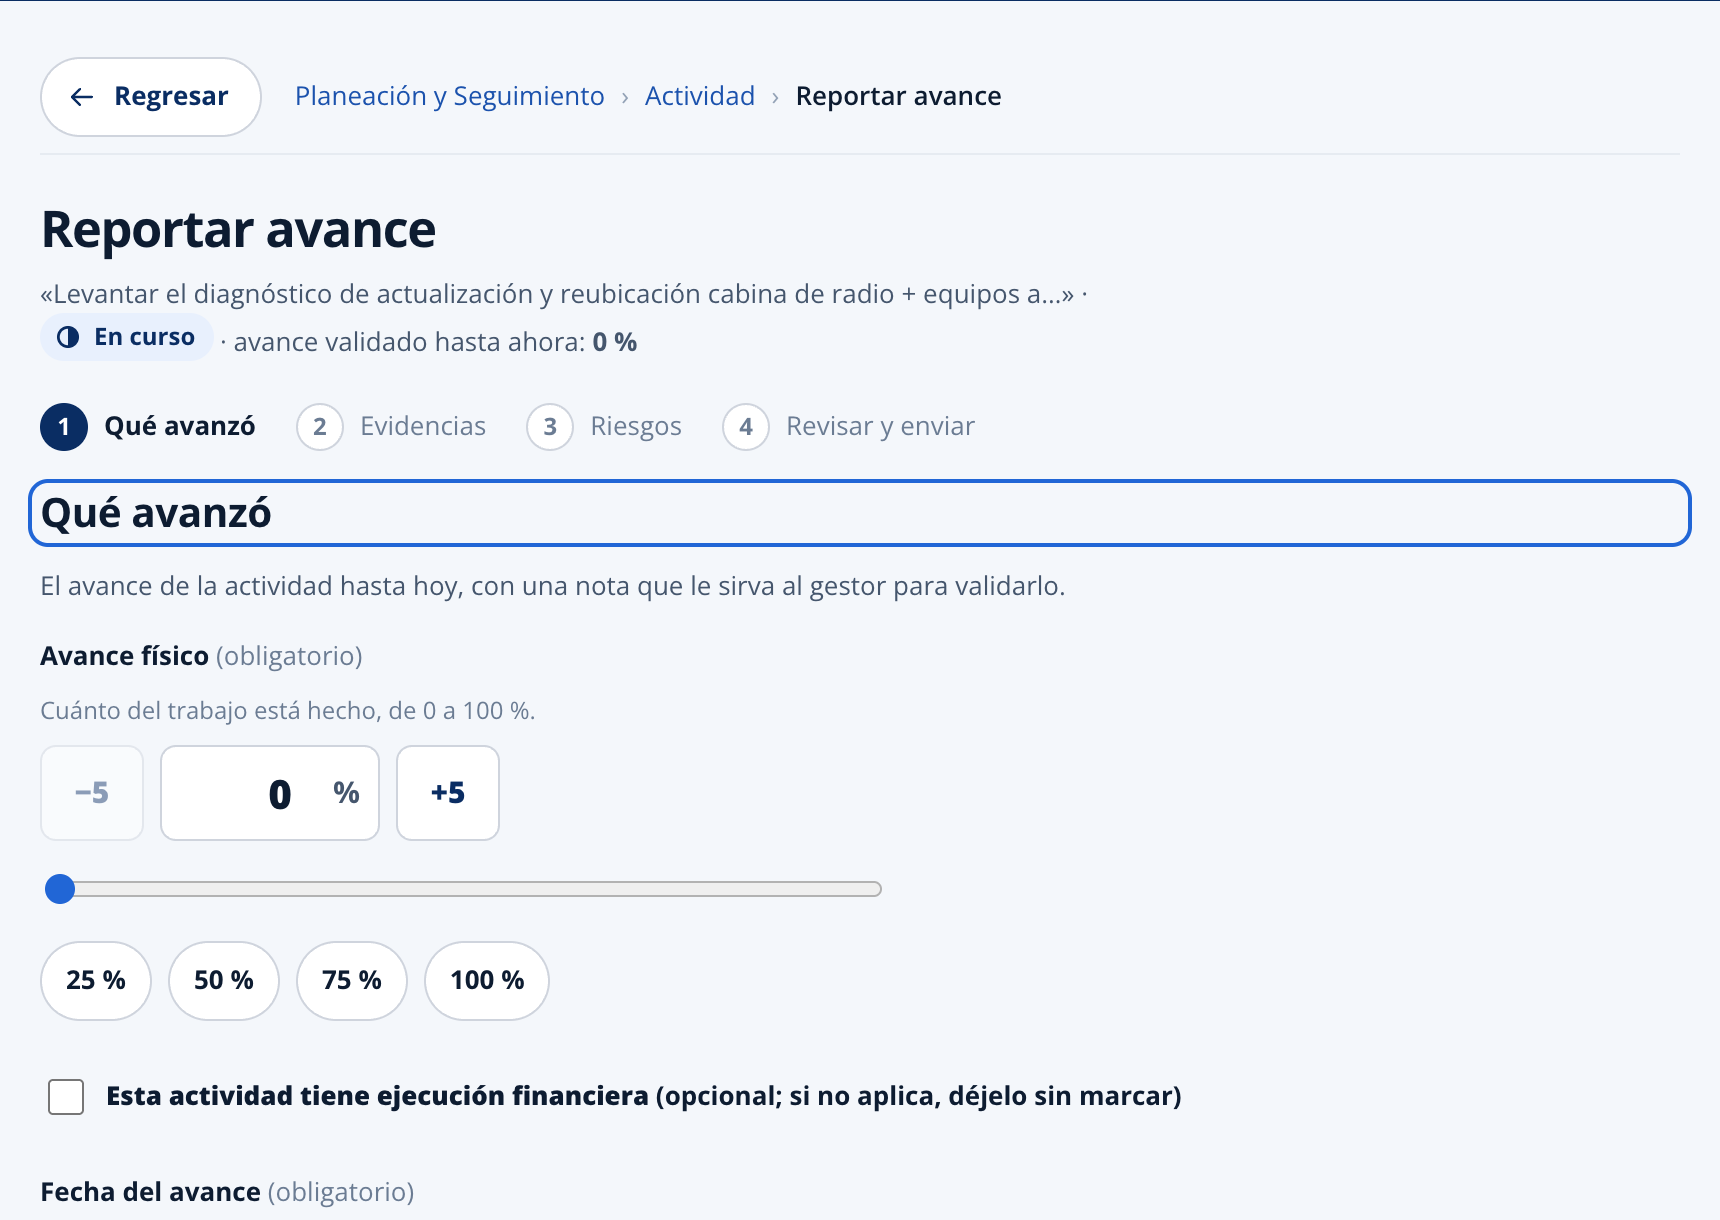 ← Regresar Planeación y Seguimiento › Actividad › Reportar avance
Reportar avance
«Levantar el diagnóstico de actualización y reubicación cabina de radio + equipos a...» ·
En curso · avance validado hasta ahora: 0 %
1 Qué avanzó 2 Evidencias 3 Riesgos 4 Revisar y enviar
Qué avanzó
El avance de la actividad hasta hoy, con una nota que le sirva al gestor para validarlo.
Avance físico (obligatorio)
Cuánto del trabajo está hecho, de 0 a 100 %.
−5 0 % +5
25 % 50 % 75 % 100 %
Esta actividad tiene ejecución financiera (opcional; si no aplica, déjelo sin marcar)
Fecha del avance (obligatorio)